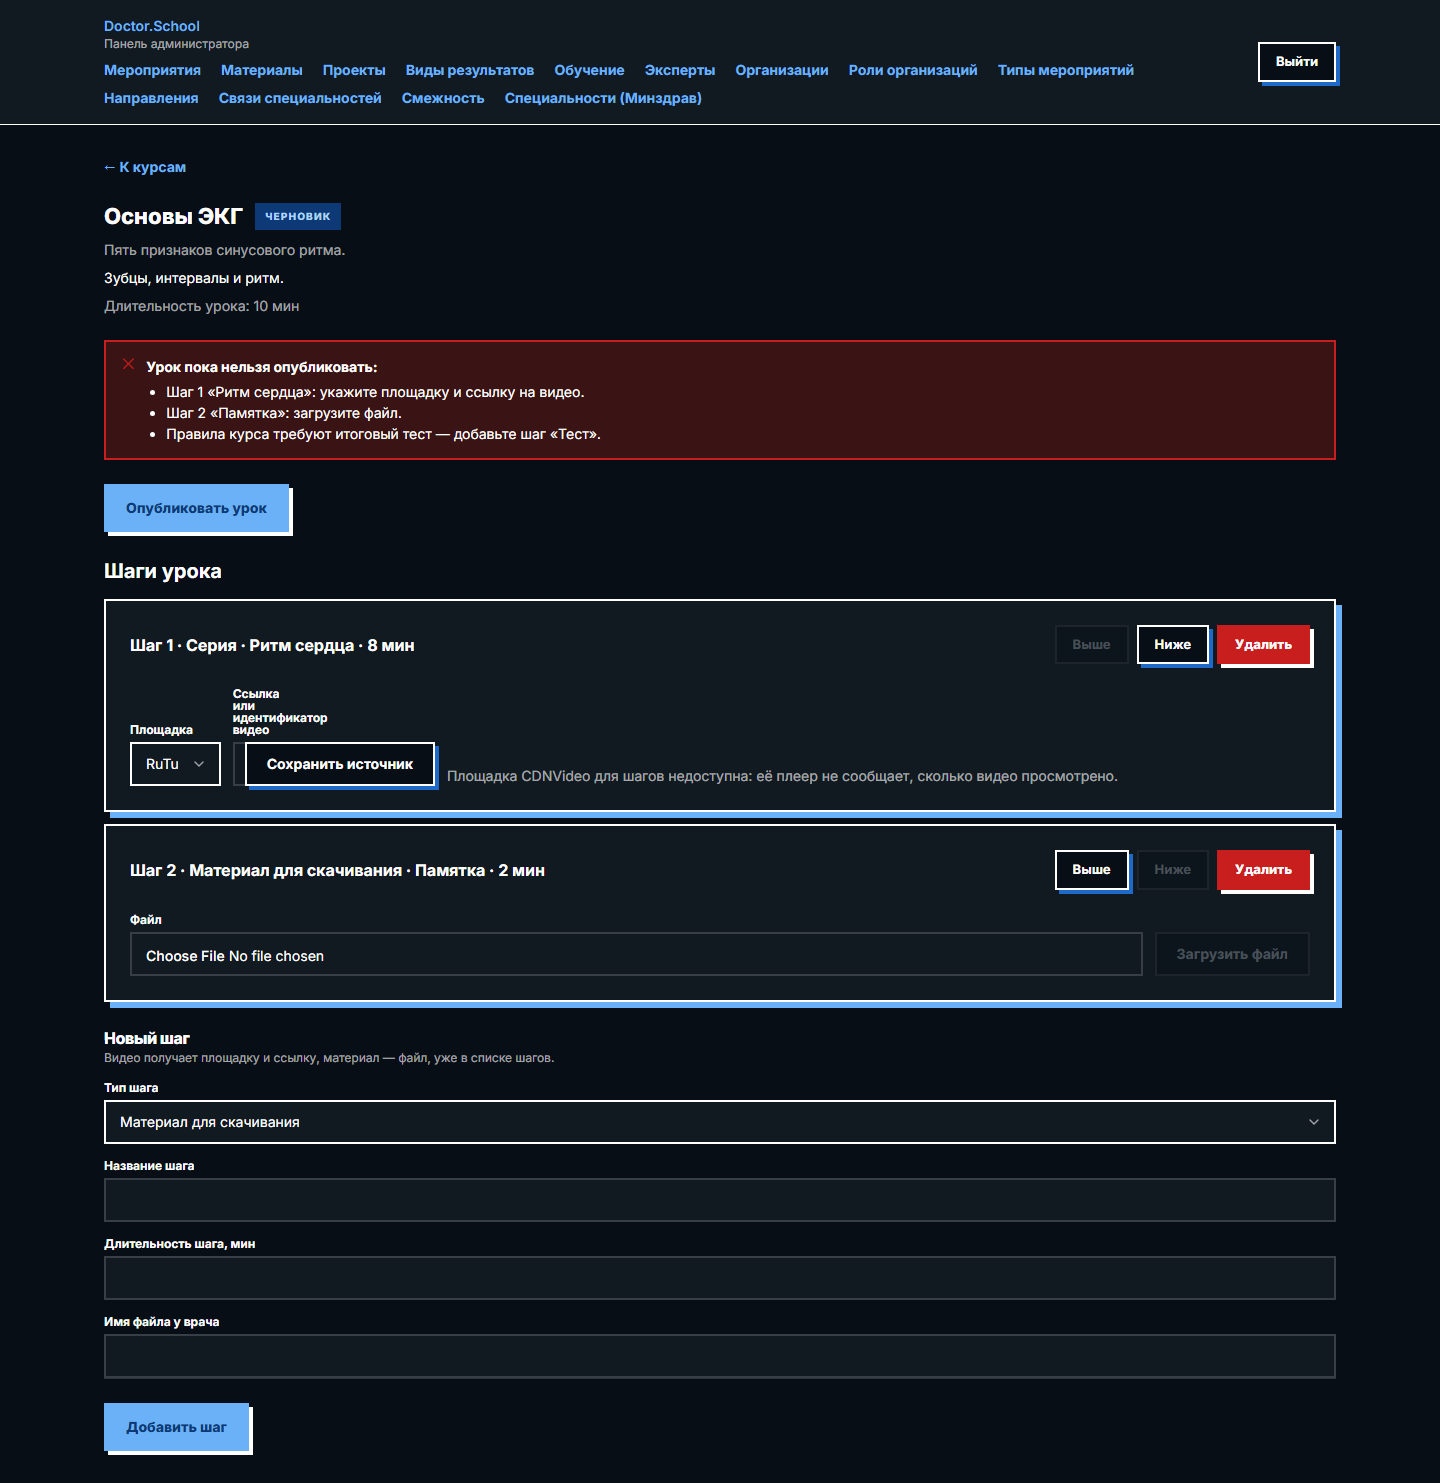 Doctor.School
Панель администратора
Мероприятия Материалы Проекты Виды результатов Обучение Эксперты Организации Роли организаций Типы мероприятий
Направления Связи специальностей Смежность Специальности (Минздрав)
Выйти
← К курсам
Основы ЭКГ ЧЕРНОВИК
Пять признаков синусового ритма.
Зубцы, интервалы и ритм.
Длительность урока: 10 мин
Урок пока нельзя опубликовать:
• Шаг 1 «Ритм сердца»: укажите площадку и ссылку на видео.
• Шаг 2 «Памятка»: загрузите файл.
• Правила курса требуют итоговый тест — добавьте шаг «Тест».
Опубликовать урок
Шаги урока
Шаг 1 · Серия · Ритм сердца · 8 мин
Выше Ниже Удалить
Площадка
RuTu
Ссылка
или
идентификатор
видео
Сохранить источник
Площадка CDNVideo для шагов недоступна: её плеер не сообщает, сколько видео просмотрено.
Шаг 2 · Материал для скачивания · Памятка · 2 мин
Выше Ниже Удалить
Файл
Choose File No file chosen
Загрузить файл
Новый шаг
Видео получает площадку и ссылку, материал — файл, уже в списке шагов.
Тип шага
Материал для скачивания
Название шага
Длительность шага, мин
Имя файла у врача
Добавить шаг